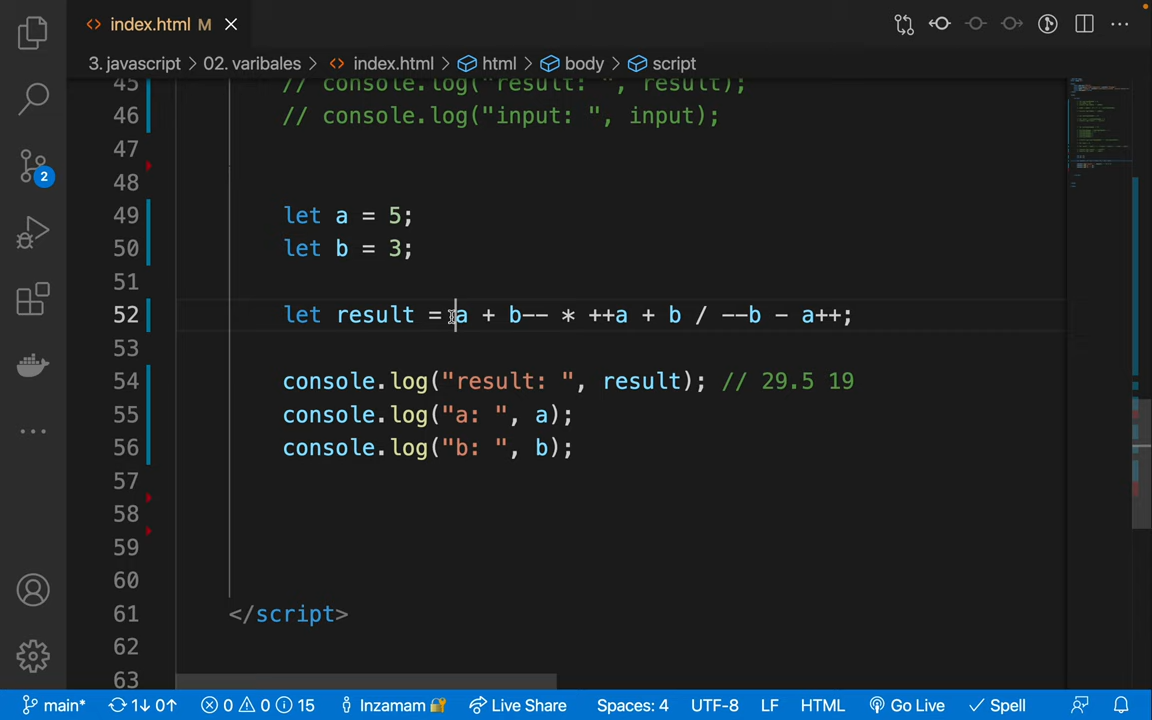 index.html M
3. javascript > 02. varibales > index.html > html > body > script
45 // console.log("result: ", result);
46 // console.log("input: ", input);
47
48
49 let a = 5;
50 let b = 3;
51
52 let result = a + b-- * ++a + b / --b - a++;
53
54 console.log("result: ", result); // 29.5 19
55 console.log("a: ", a);
56 console.log("b: ", b);
57
58
59
60
61 </script>
62
63
2
main* 1↓ 0↑ 0 0 15 Inzamam Live Share Spaces: 4 UTF-8 LF HTML Go Live Spell